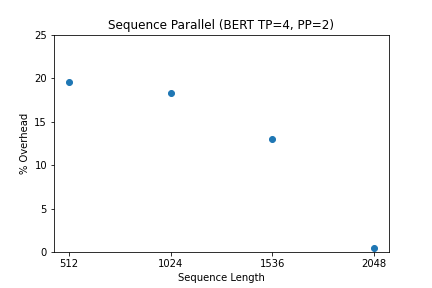 Sequence Parallel (BERT TP=4, PP=2)
25
20
15
10
5
0
% Overhead
512 1024 1536 2048
Sequence Length